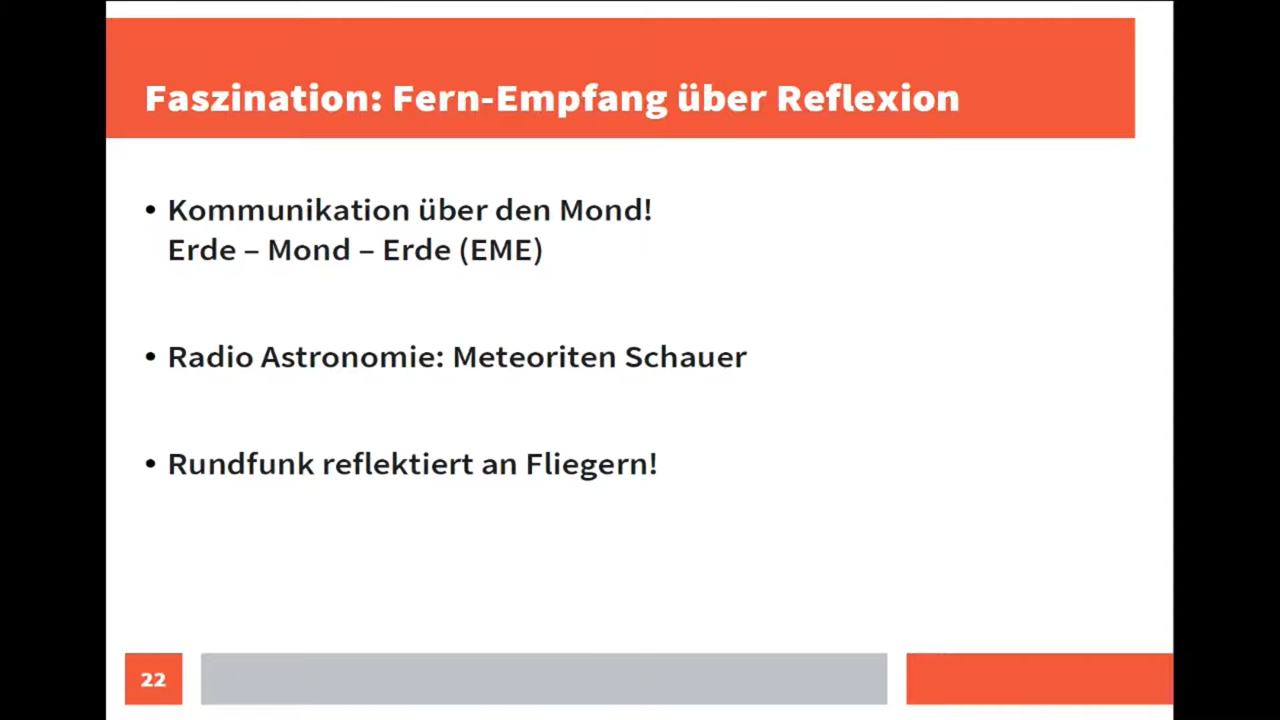 Faszination: Fern-Empfang über Reflexion
• Kommunikation über den Mond!
Erde – Mond – Erde (EME)
• Radio Astronomie: Meteoriten Schauer
• Rundfunk reflektiert an Fliegern!
22